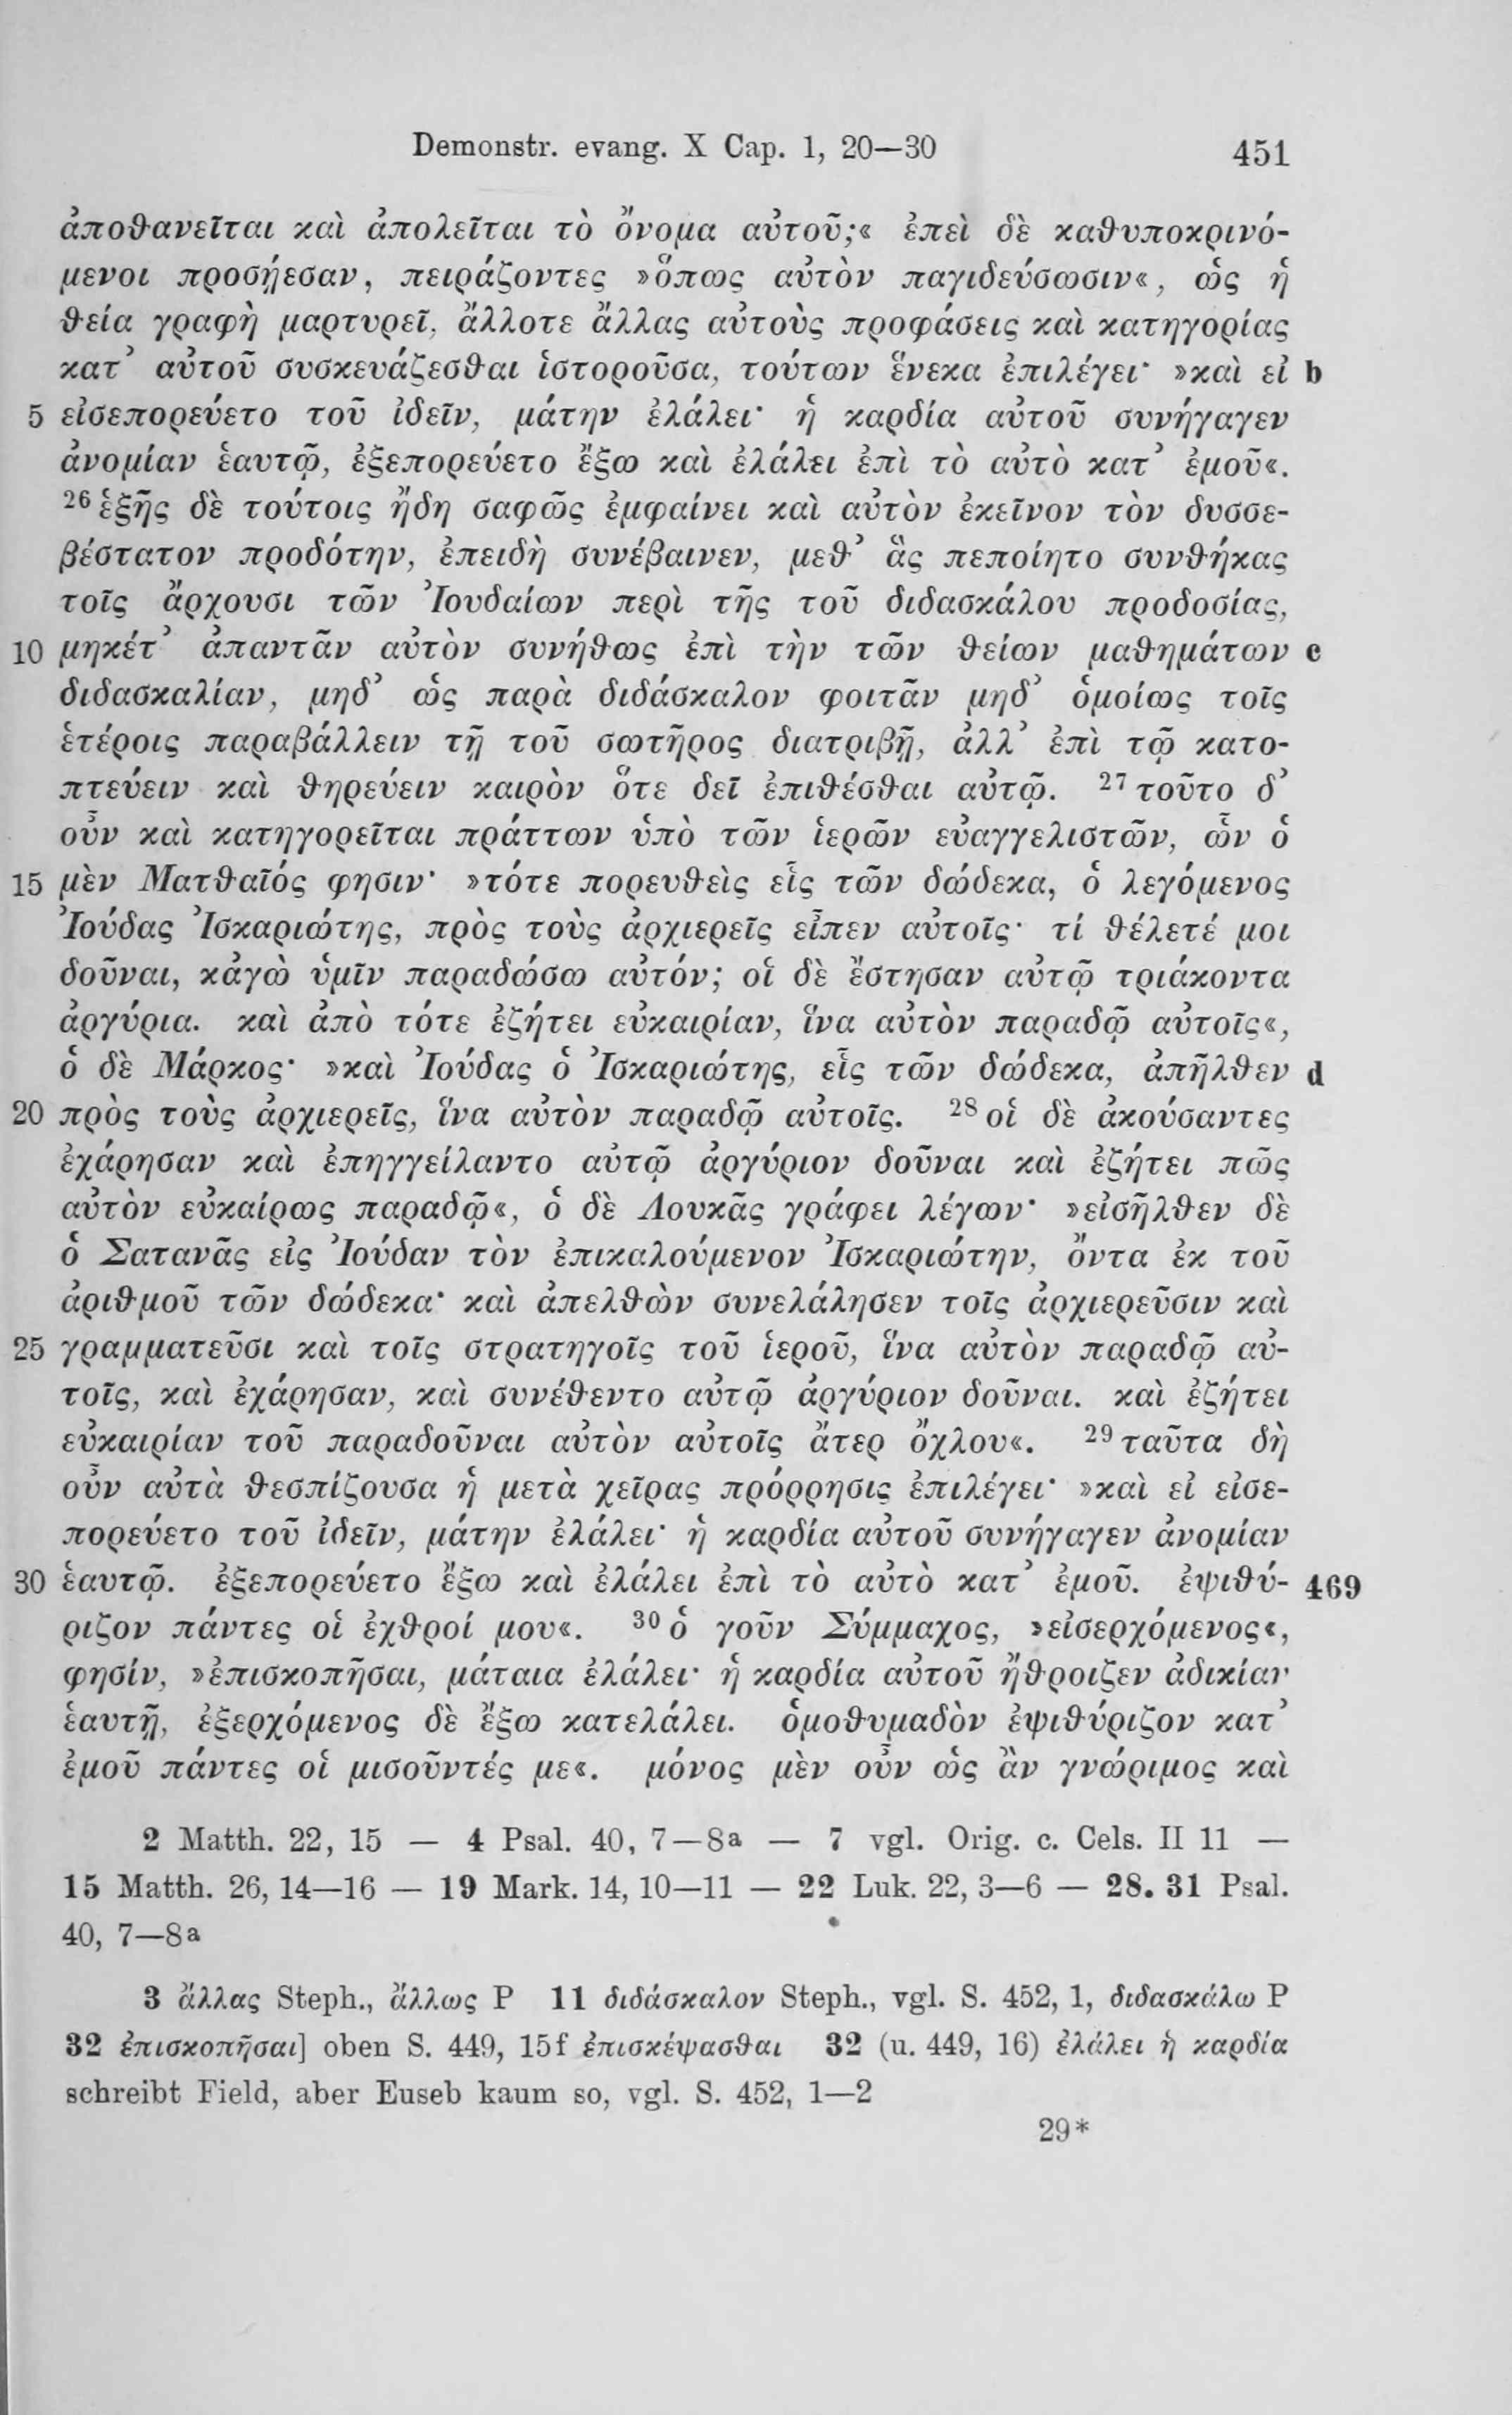 Demonstr. evang. X Cap. 1, 20—30 451
ἀποθανεῖται καὶ ἀπολεῖται τὸ ὄνομα αὐτοῦ;« ἐπεὶ δὲ καθυποκρινό-
μενοι προσῄεσαν, πειράζοντες »ὅπως αὐτὸν παγιδεύσωσιν«, ὡς ἡ
θεία γραφὴ μαρτυρεῖ, ἄλλοτε ἄλλας αὐτοὺς προφάσεις καὶ κατηγορίας
κατ’ αὐτοῦ συσκευάζεσθαι ἱστοροῦσα, τούτων ἕνεκα ἐπιλέγει· »καὶ εἰ b
5 εἰσεπορεύετο τοῦ ἰδεῖν, μάτην ἐλάλει· ἡ καρδία αὐτοῦ συνήγαγεν
ἀνομίαν ἑαυτῷ, ἐξεπορεύετο ἔξω καὶ ἐλάλει ἐπὶ τὸ αὐτὸ κατ’ ἐμοῦ«.
²⁶ ἑξῆς δὲ τούτοις ἤδη σαφῶς ἐμφαίνει καὶ αὐτὸν ἐκεῖνον τὸν δυσσε-
βέστατον προδότην, ἐπειδὴ συνέβαινεν, μεθ’ ἃς πεποίητο συνθήκας
τοῖς ἄρχουσι τῶν Ἰουδαίων περὶ τῆς τοῦ διδασκάλου προδοσίας,
10 μηκέτ’ ἀπαντᾶν αὐτὸν συνήθως ἐπὶ τὴν τῶν θείων μαθημάτων c
διδασκαλίαν, μηδ’ ὡς παρὰ διδάσκαλον φοιτᾶν μηδ’ ὁμοίως τοῖς
ἑτέροις παραβάλλειν τῇ τοῦ σωτῆρος διατριβῇ, ἀλλ’ ἐπὶ τῷ κατο-
πτεύειν καὶ θηρεύειν καιρὸν ὅτε δεῖ ἐπιθέσθαι αὐτῷ. ²⁷ τοῦτο δ’
οὖν καὶ κατηγορεῖται πράττων ὑπὸ τῶν ἱερῶν εὐαγγελιστῶν, ὧν ὁ
15 μὲν Ματθαῖός φησιν· »τότε πορευθεὶς εἷς τῶν δώδεκα, ὁ λεγόμενος
Ἰούδας Ἰσκαριώτης, πρὸς τοὺς ἀρχιερεῖς εἶπεν αὐτοῖς· τί θέλετέ μοι
δοῦναι, κἀγὼ ὑμῖν παραδώσω αὐτόν; οἱ δὲ ἔστησαν αὐτῷ τριάκοντα
ἀργύρια. καὶ ἀπὸ τότε ἐζήτει εὐκαιρίαν, ἵνα αὐτὸν παραδῷ αὐτοῖς«,
ὁ δὲ Μάρκος· »καὶ Ἰούδας ὁ Ἰσκαριώτης, εἷς τῶν δώδεκα, ἀπῆλθεν d
20 πρὸς τοὺς ἀρχιερεῖς, ἵνα αὐτὸν παραδῷ αὐτοῖς. ²⁸ οἱ δὲ ἀκούσαντες
ἐχάρησαν καὶ ἐπηγγείλαντο αὐτῷ ἀργύριον δοῦναι καὶ ἐζήτει πῶς
αὐτὸν εὐκαίρως παραδῷ«, ὁ δὲ Λουκᾶς γράφει λέγων· »εἰσῆλθεν δὲ
ὁ Σατανᾶς εἰς Ἰούδαν τὸν ἐπικαλούμενον Ἰσκαριώτην, ὄντα ἐκ τοῦ
ἀριθμοῦ τῶν δώδεκα· καὶ ἀπελθὼν συνελάλησεν τοῖς ἀρχιερεῦσιν καὶ
25 γραμματεῦσι καὶ τοῖς στρατηγοῖς τοῦ ἱεροῦ, ἵνα αὐτὸν παραδῷ αὐ-
τοῖς, καὶ ἐχάρησαν, καὶ συνέθεντο αὐτῷ ἀργύριον δοῦναι. καὶ ἐζήτει
εὐκαιρίαν τοῦ παραδοῦναι αὐτὸν αὐτοῖς ἄτερ ὄχλου«. ²⁹ ταῦτα δὴ
οὖν αὐτὰ θεσπίζουσα ἡ μετὰ χεῖρας πρόρρησις ἐπιλέγει· »καὶ εἰ εἰσε-
πορεύετο τοῦ ἰδεῖν, μάτην ἐλάλει· ἡ καρδία αὐτοῦ συνήγαγεν ἀνομίαν
30 ἑαυτῷ. ἐξεπορεύετο ἔξω καὶ ἐλάλει ἐπὶ τὸ αὐτὸ κατ’ ἐμοῦ. ἐψιθύ- 469
ριζον πάντες οἱ ἐχθροί μου«. ³⁰ ὁ γοῦν Σύμμαχος, »εἰσερχόμενος«,
φησίν, »ἐπισκοπῆσαι, μάταια ἐλάλει· ἡ καρδία αὐτοῦ ἤθροιζεν ἀδικίαν
ἑαυτῇ, ἐξερχόμενος δὲ ἔξω κατελάλει. ὁμοθυμαδὸν ἐψιθύριζον κατ’
ἐμοῦ πάντες οἱ μισοῦντές με«. μόνος μὲν οὖν ὡς ἂν γνώριμος καὶ
2 Matth. 22, 15 — 4 Psal. 40, 7—8a — 7 vgl. Orig. c. Cels. II 11 —
15 Matth. 26, 14—16 — 19 Mark. 14, 10—11 — 22 Luk. 22, 3—6 — 28. 31 Psal.
40, 7—8a
3 ἄλλας Steph., ἄλλως P 11 διδάσκαλον Steph., vgl. S. 452, 1, διδασκάλω P
32 ἐπισκοπῆσαι] oben S. 449, 15f ἐπισκέψασθαι 32 (u. 449, 16) ἐλάλει ἡ καρδία
schreibt Field, aber Euseb kaum so, vgl. S. 452, 1—2
29*